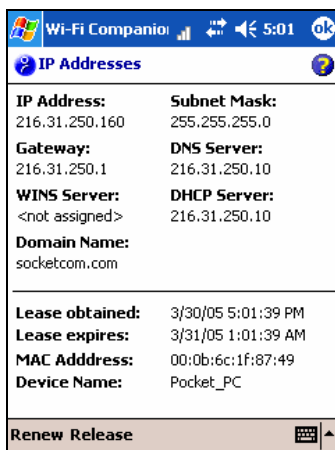 Wi-Fi Companio 5:01 ok
IP Addresses ?
IP Address: Subnet Mask:
216.31.250.160 255.255.255.0
Gateway: DNS Server:
216.31.250.1 216.31.250.10
WINS Server: DHCP Server:
<not assigned> 216.31.250.10
Domain Name:
socketcom.com
Lease obtained: 3/30/05 5:01:39 PM
Lease expires: 3/31/05 1:01:39 AM
MAC Adddress: 00:0b:6c:1f:87:49
Device Name: Pocket_PC
Renew Release